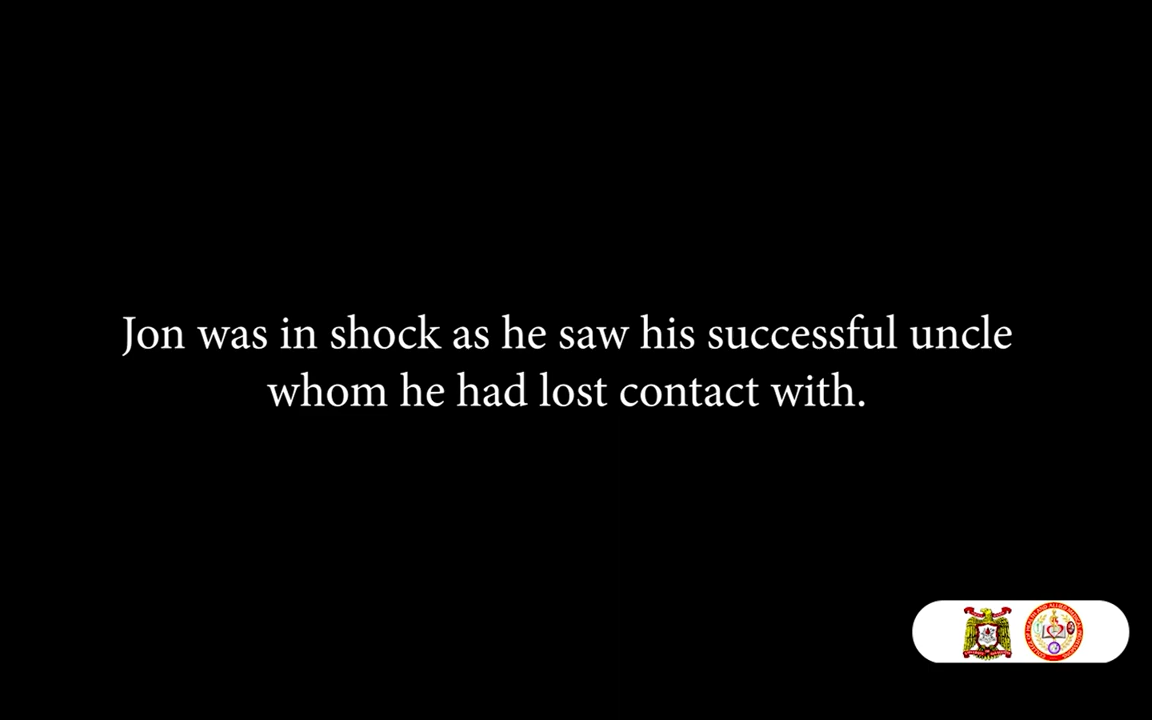 Jon was in shock as he saw his successful uncle
whom he had lost contact with.